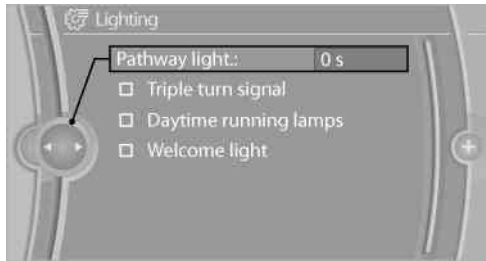 Lighting
Pathway light.: 0 s
Triple turn signal
Daytime running lamps
Welcome light